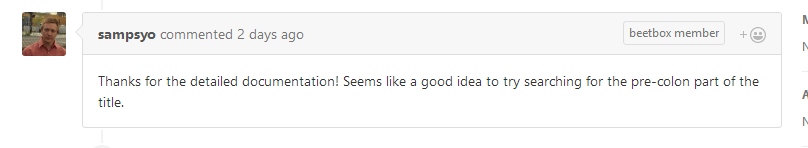 sampsyo commented 2 days ago
beetbox member
+
Thanks for the detailed documentation! Seems like a good idea to try searching for the pre-colon part of the
title.
N
A
N